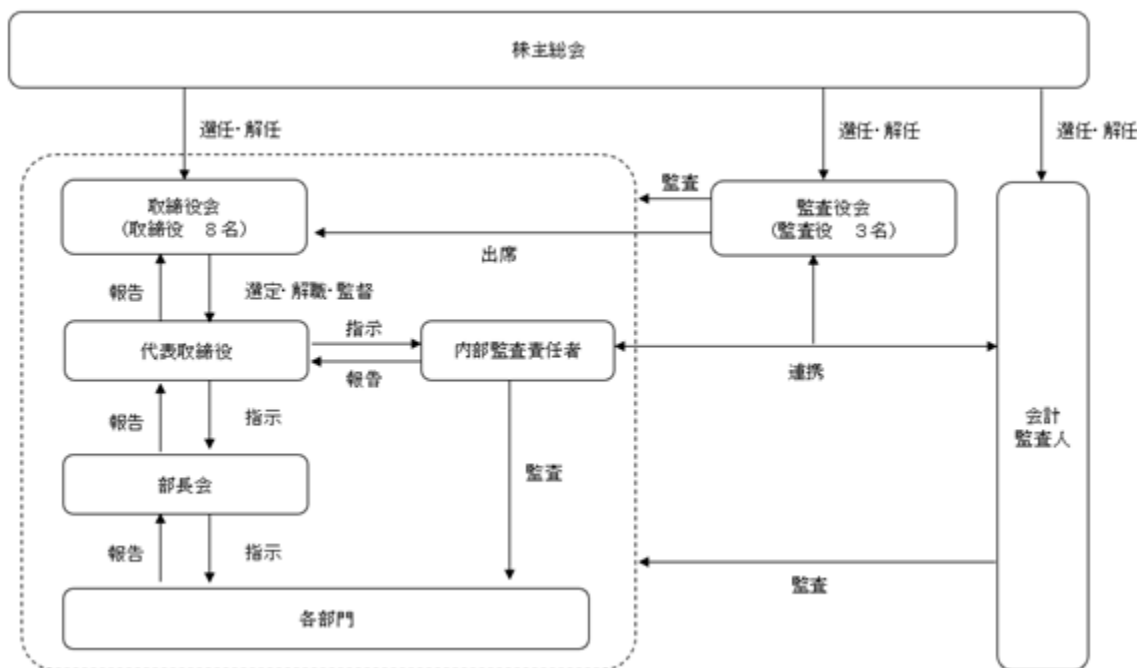 株主総会
選任・解任
選任・解任
選任・解任
取締役会
(取締役　8名)
監査
監査役会
(監査役　3名)
出席
報告
選定・解職・監督
代表取締役
指示
報告
内部監査責任者
連携
会計
監査人
報告
指示
監査
部長会
報告
指示
監査
各部門